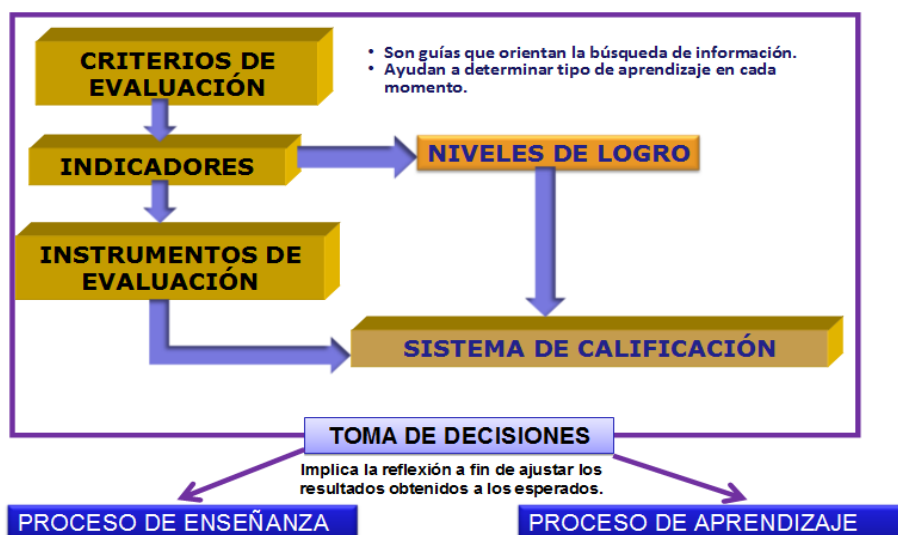 CRITERIOS DE
EVALUACIÓN
• Son guías que orientan la búsqueda de información.
• Ayudan a determinar tipo de aprendizaje en cada
momento.
INDICADORES
NIVELES DE LOGRO
INSTRUMENTOS DE
EVALUACIÓN
SISTEMA DE CALIFICACIÓN
TOMA DE DECISIONES
Implica la reflexión a fin de ajustar los
resultados obtenidos a los esperados.
PROCESO DE ENSEÑANZA
PROCESO DE APRENDIZAJE